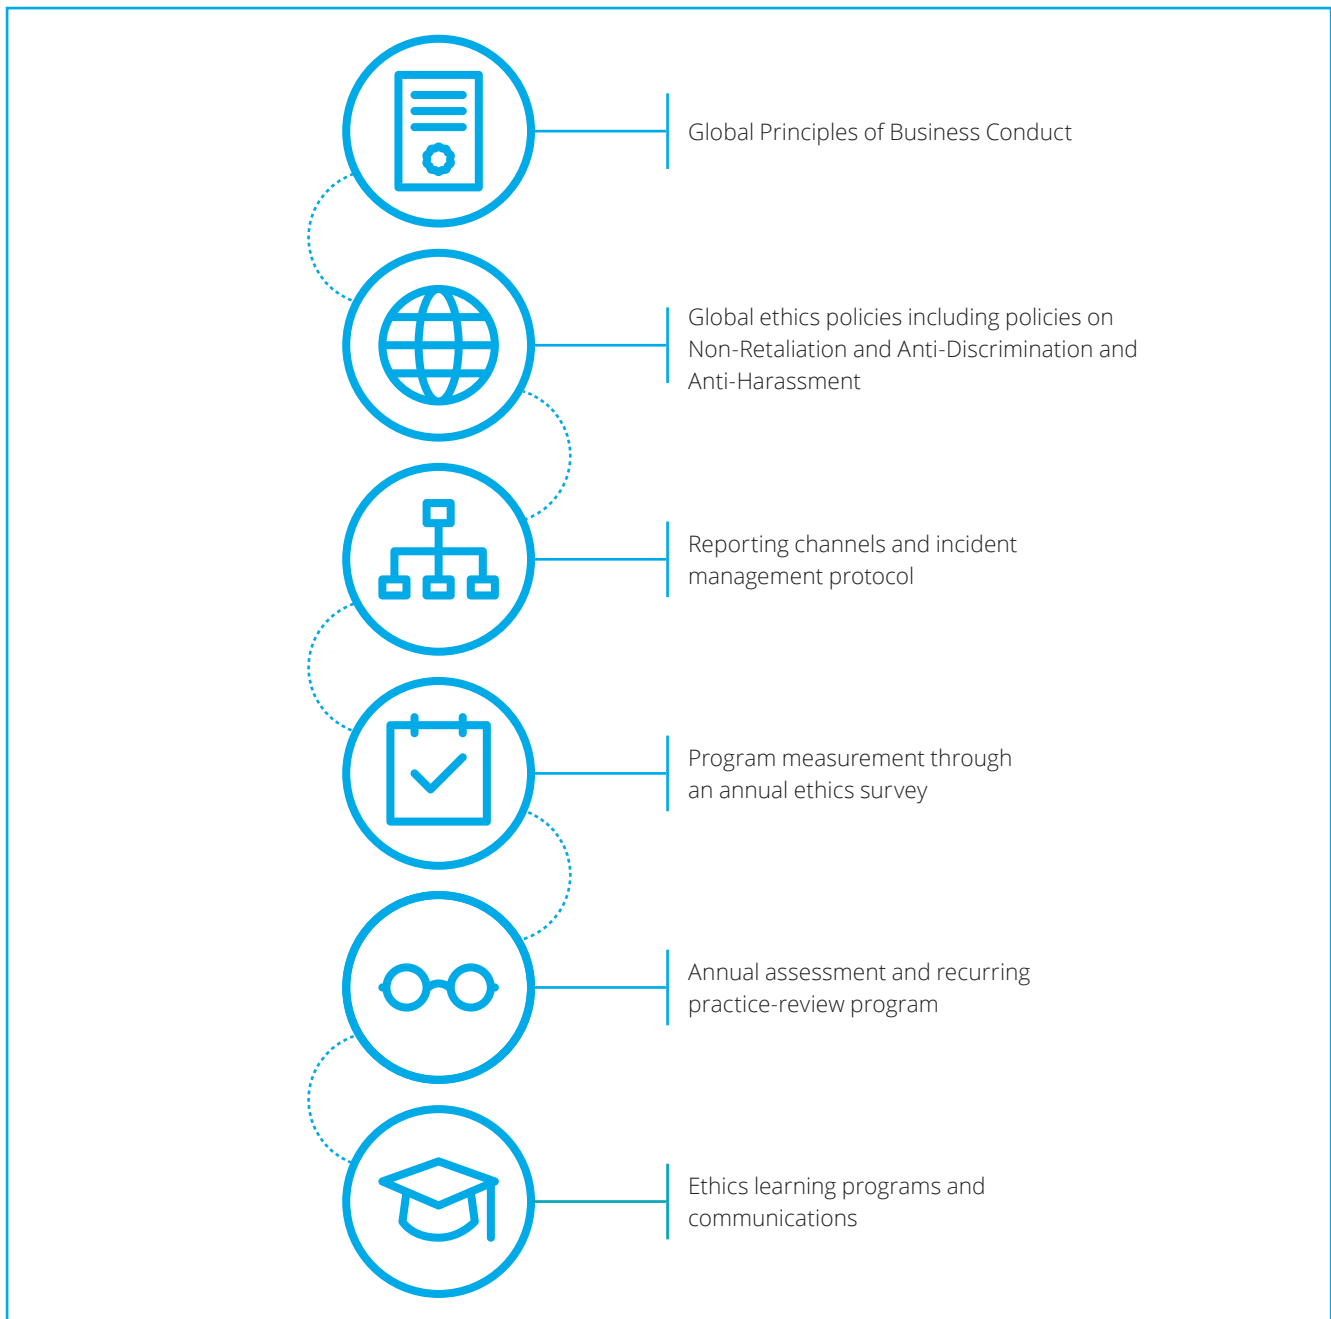 Global Principles of Business Conduct
Global ethics policies including policies on
Non-Retaliation and Anti-Discrimination and
Anti-Harassment
Reporting channels and incident
management protocol
Program measurement through
an annual ethics survey
Annual assessment and recurring
practice-review program
Ethics learning programs and
communications